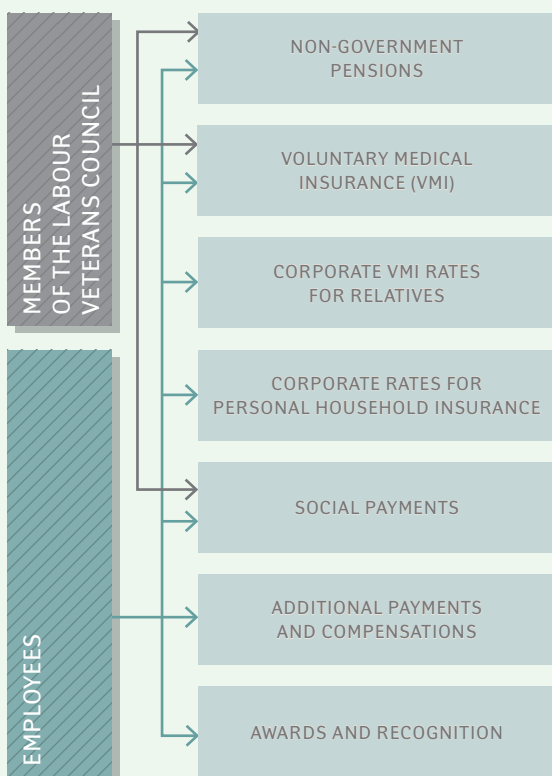 MEMBERS
OF THE LABOUR
VETERANS COUNCIL
EMPLOYEES
NON-GOVERNMENT
PENSIONS
VOLUNTARY MEDICAL
INSURANCE (VMI)
CORPORATE VMI RATES
FOR RELATIVES
CORPORATE RATES FOR
PERSONAL HOUSEHOLD INSURANCE
SOCIAL PAYMENTS
ADDITIONAL PAYMENTS
AND COMPENSATIONS
AWARDS AND RECOGNITION